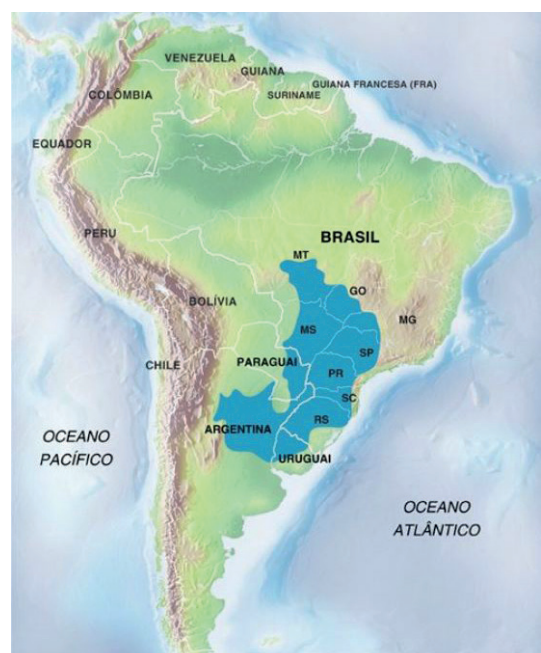 VENEZUELA
GUIANA
GUIANA FRANCESA (FRA)
SURINAME
COLÔMBIA
EQUADOR
PERU
BRASIL
MT
GO
BOLÍVIA
MS
MG
SP
CHILE
PARAGUAI
PR
SC
RS
ARGENTINA
URUGUAI
OCEANO
PACÍFICO
OCEANO
ATLÂNTICO